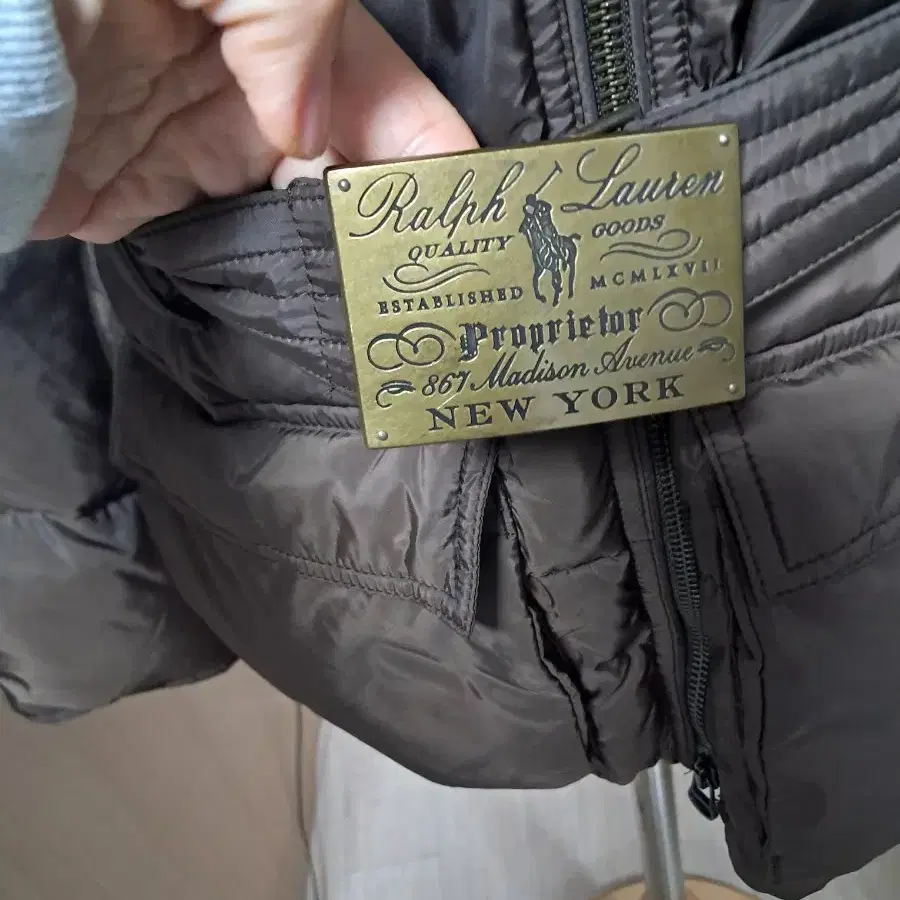 Ralph Lauren
QUALITY GOODS
ESTABLISHED MCMLXVII
Proprietor
867 Madison Avenue
NEW YORK